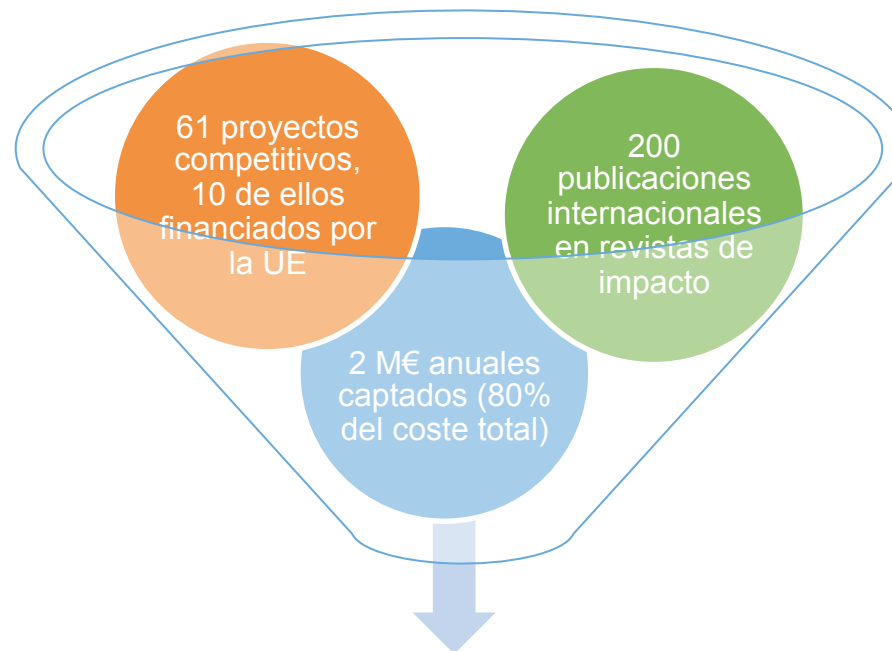 61 proyectos
competitivos,
10 de ellos
financiados por
la UE
200
publicaciones
internacionales
en revistas de
impacto
2 M€ anuales
captados (80%
del coste total)